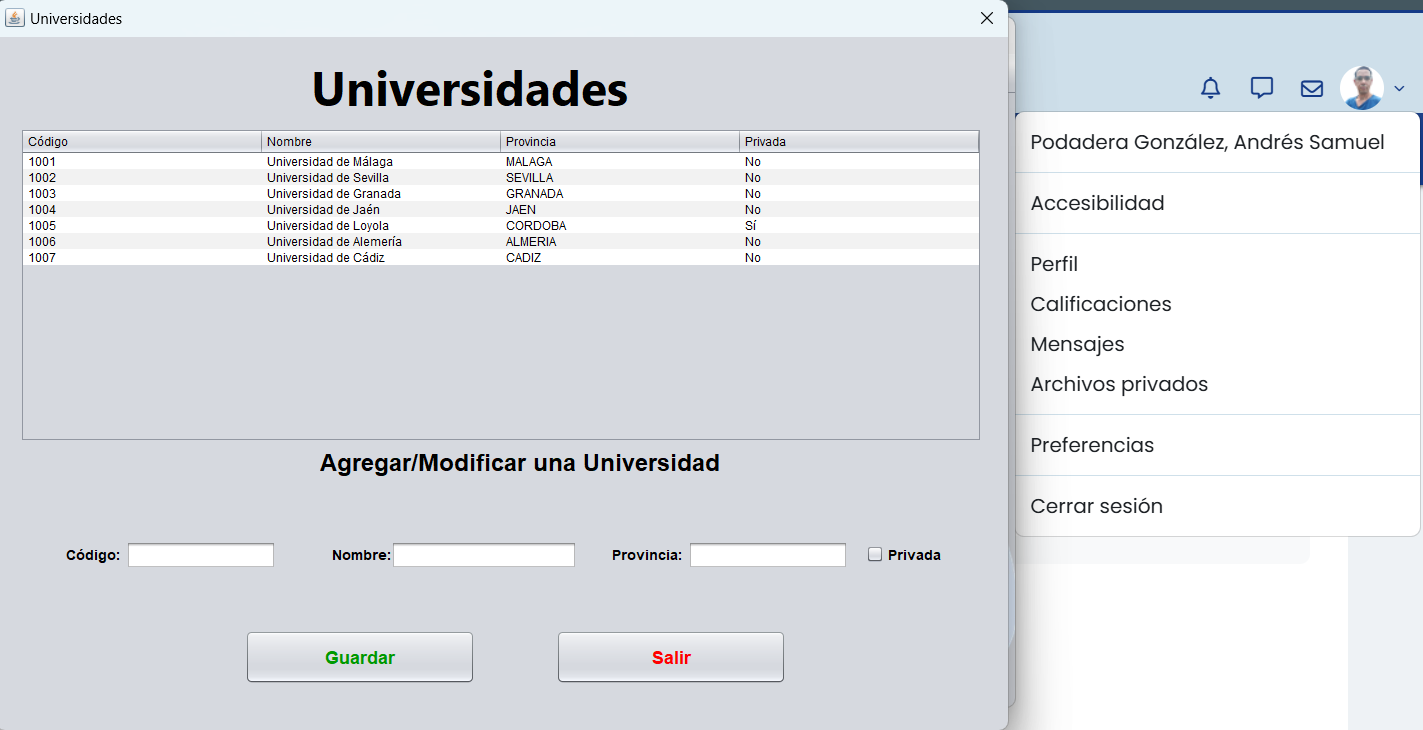 Universidades
Universidades
Código Nombre Provincia Privada
1001 Universidad de Málaga MALAGA No
1002 Universidad de Sevilla SEVILLA No
1003 Universidad de Granada GRANADA No
1004 Universidad de Jaén JAEN No
1005 Universidad de Loyola CORDOBA Sí
1006 Universidad de Alemería ALMERIA No
1007 Universidad de Cádiz CADIZ No
Agregar/Modificar una Universidad
Código: Nombre: Provincia: Privada
Guardar Salir
Podadera González, Andrés Samuel
Accesibilidad
Perfil
Calificaciones
Mensajes
Archivos privados
Preferencias
Cerrar sesión